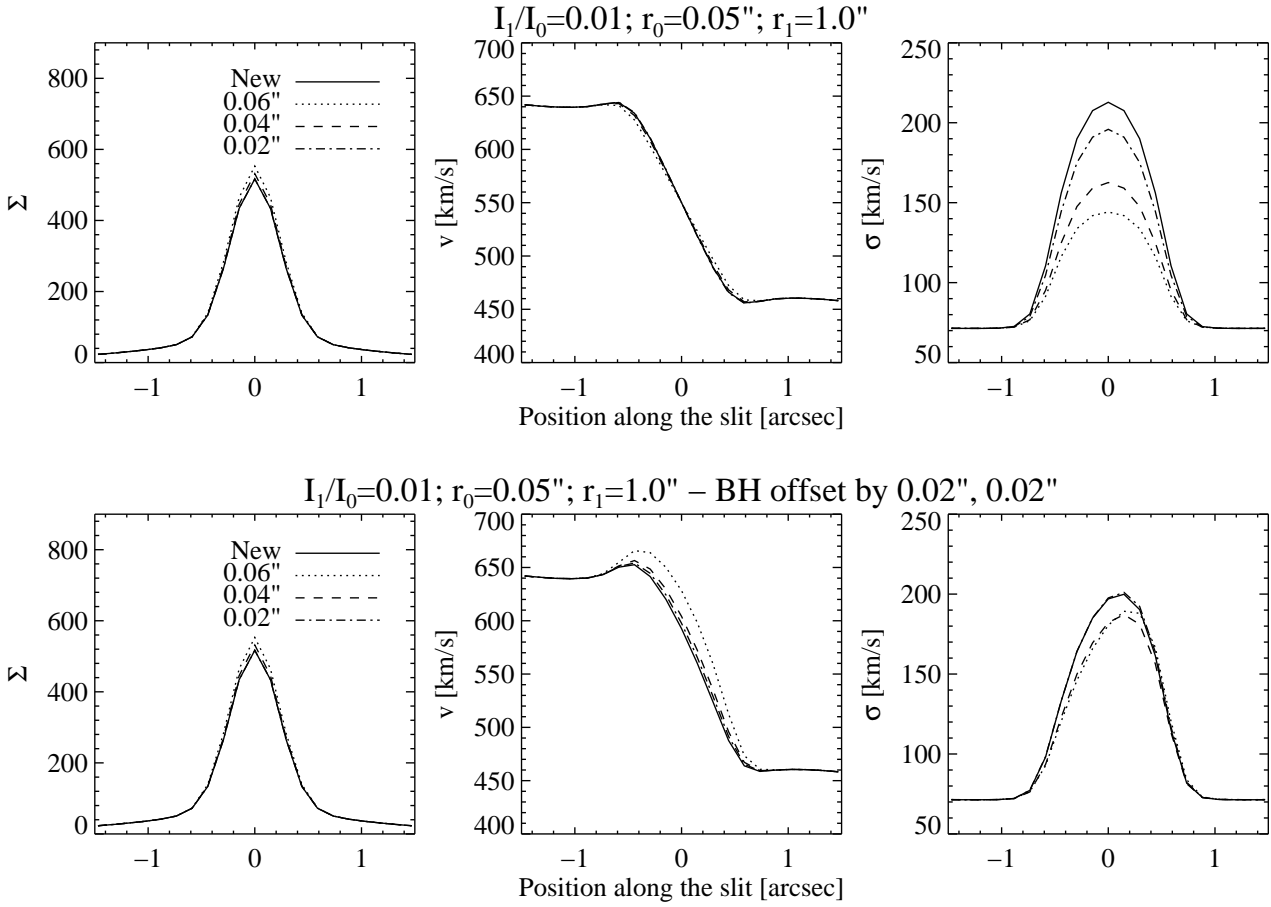 I₁/I₀=0.01; r₀=0.05"; r₁=1.0"
800
600
400
200
0
Σ
New
0.06"
0.04"
0.02"
−1 0 1
700
650
600
550
500
450
400
v [km/s]
−1 0 1
Position along the slit [arcsec]
250
200
150
100
50
σ [km/s]
−1 0 1
I₁/I₀=0.01; r₀=0.05"; r₁=1.0" − BH offset by 0.02", 0.02"
800
600
400
200
0
Σ
New
0.06"
0.04"
0.02"
−1 0 1
700
650
600
550
500
450
400
v [km/s]
−1 0 1
Position along the slit [arcsec]
250
200
150
100
50
σ [km/s]
−1 0 1